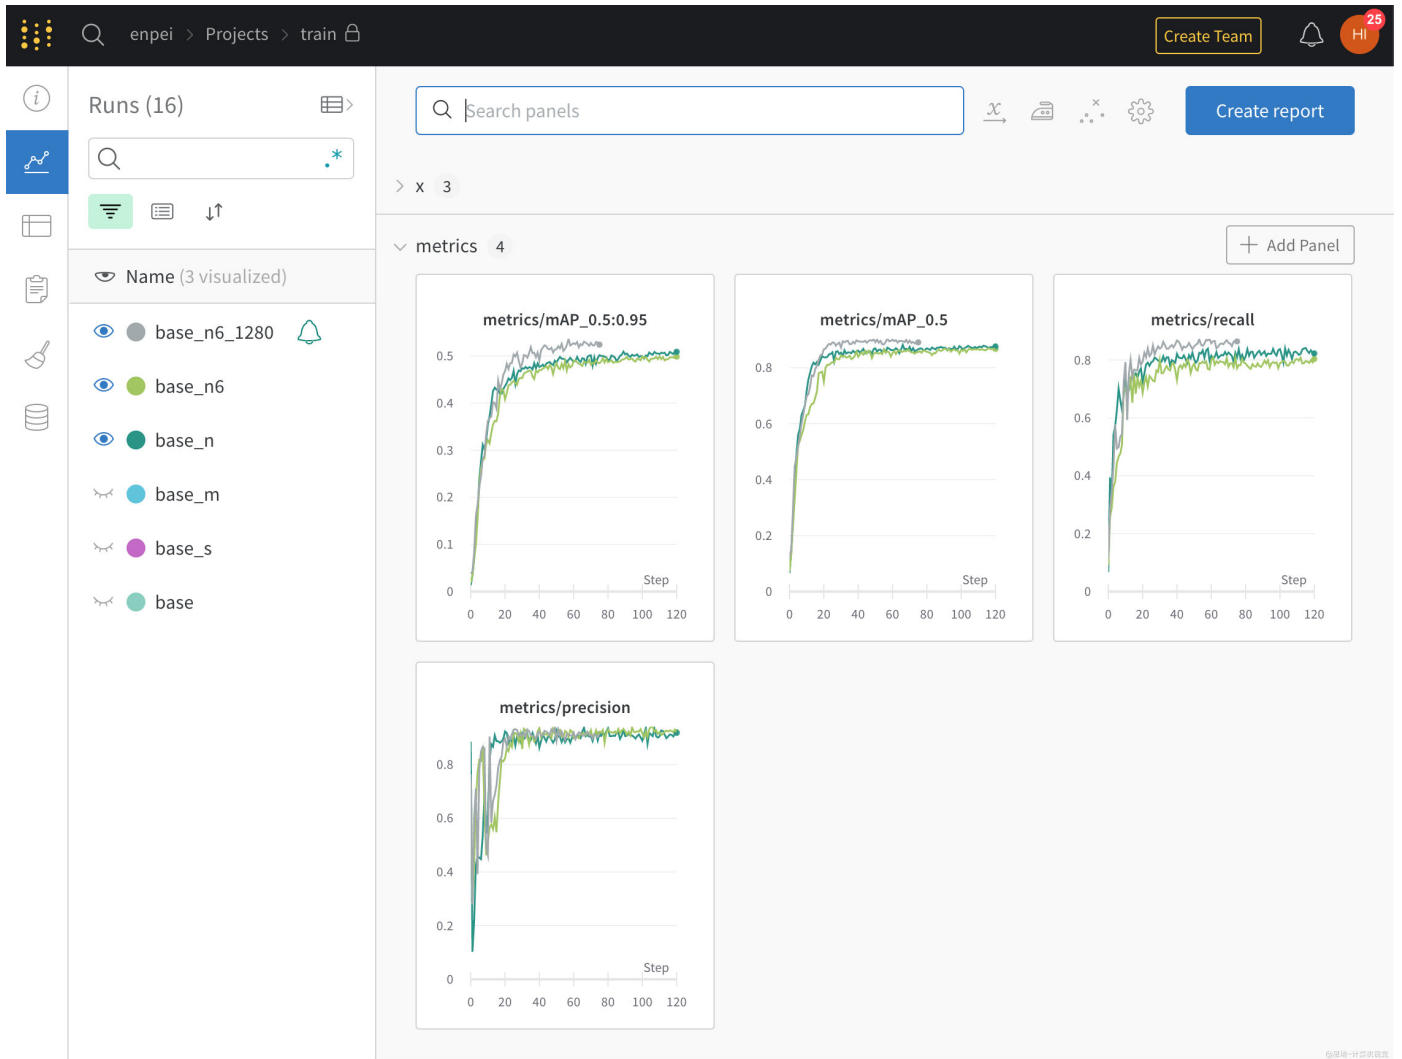 enpei > Projects > train
Create Team
HI
25
Runs (16)
.*
Search panels
Create report
x 3
metrics 4
Add Panel
Name (3 visualized)
base_n6_1280
base_n6
base_n
base_m
base_s
base
metrics/mAP_0.5:0.95
0.5
0.4
0.3
0.2
0.1
0
Step
0 20 40 60 80 100 120
metrics/mAP_0.5
0.8
0.6
0.4
0.2
0
Step
0 20 40 60 80 100 120
metrics/recall
0.8
0.6
0.4
0.2
0
Step
0 20 40 60 80 100 120
metrics/precision
0.8
0.6
0.4
0.2
0
Step
0 20 40 60 80 100 120